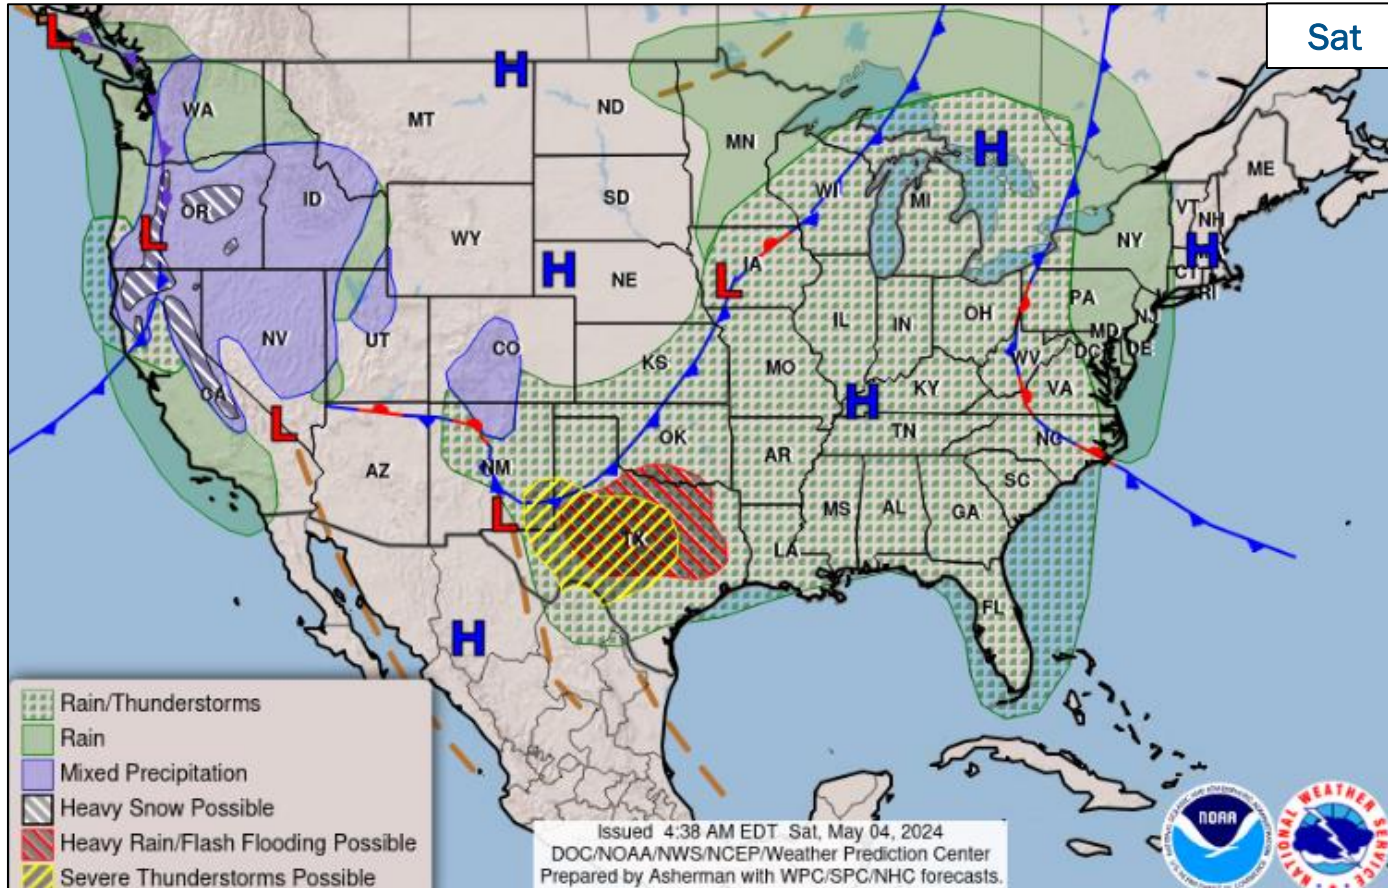 Sat
L
H
WA
MT
ND
MN
H
ME
OR
ID
SD
WI
MI
VT
NH
L
WY
NY
H
H
NE
L
IA
CT
RI
PA
NJ
NV
UT
CO
IL
IN
OH
MD
DE
DC
WV
KS
MO
VA
CA
H
KY
L
OK
TN
NC
AZ
NM
AR
SC
L
MS
AL
GA
TX
LA
FL
H
Rain/Thunderstorms
Rain
Mixed Precipitation
Heavy Snow Possible
Heavy Rain/Flash Flooding Possible
Severe Thunderstorms Possible
Issued 4:38 AM EDT Sat, May 04, 2024
DOC/NOAA/NWS/NCEP/Weather Prediction Center
Prepared by Asherman with WPC/SPC/NHC forecasts.
NOAA
NATIONAL WEATHER SERVICE